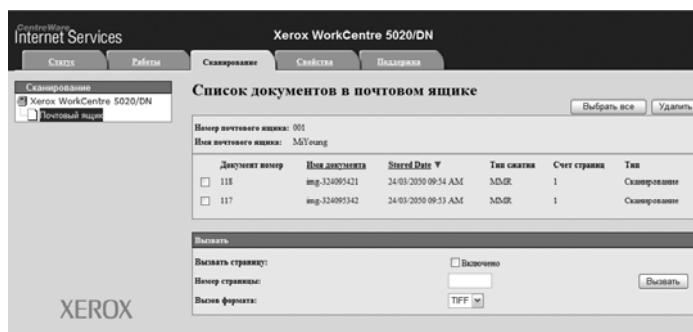 CentreWare
Internet Services
Xerox WorkCentre 5020/DN
Статус Работы Сканирование Свойства Поддержка
Сканирование
Xerox WorkCentre 5020/DN
Почтовый ящик
Список документов в почтовом ящике
Выбрать все Удалить
Номер почтового ящика: 001
Имя почтового ящика: MiYoung
Документ номер Имя документа Stored Date ▼ Тип сжатия Счет страниц Тип
118 img-324095421 24/03/2050 09:54 AM MMR 1 Сканирование
117 img-324095342 24/03/2050 09:53 AM MMR 1 Сканирование
Вызвать
Вызвать страницу: Включено
Номер страницы: Вызвать
Вызов формата: TIFF
XEROX